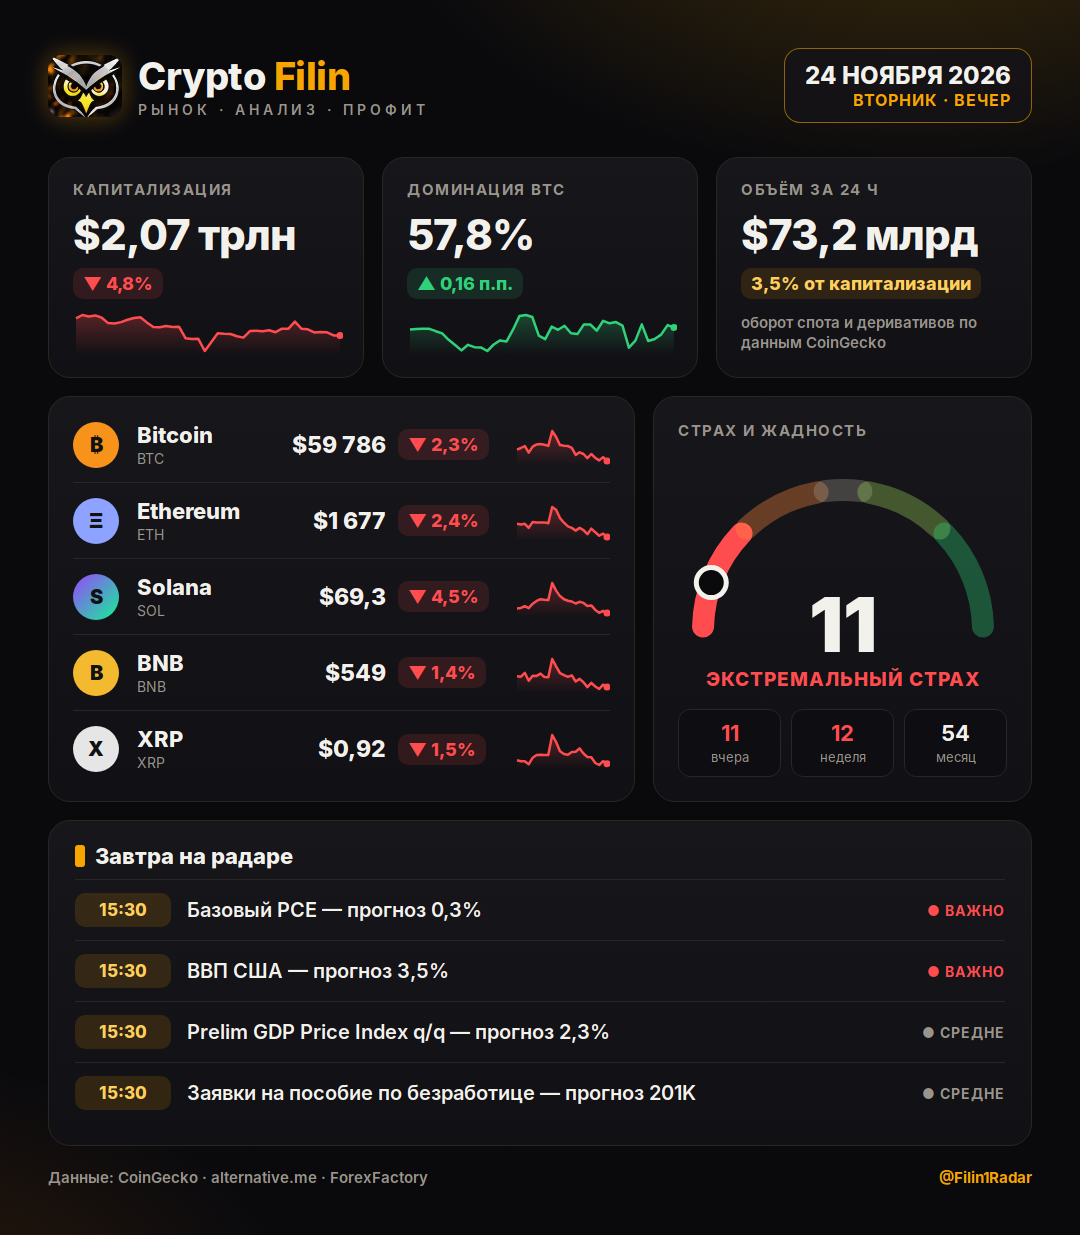 Crypto Filin
РЫНОК · АНАЛИЗ · ПРОФИТ
24 НОЯБРЯ 2026
ВТОРНИК · ВЕЧЕР
КАПИТАЛИЗАЦИЯ
$2,07 трлн
▼ 4,8%
ДОМИНАЦИЯ BTC
57,8%
▲ 0,16 п.п.
ОБЪЁМ ЗА 24 Ч
$73,2 млрд
3,5% от капитализации
оборот спота и деривативов по
данным CoinGecko
₿ Bitcoin $59 786 ▼ 2,3%
BTC
Ξ Ethereum $1 677 ▼ 2,4%
ETH
S Solana $69,3 ▼ 4,5%
SOL
B BNB $549 ▼ 1,4%
BNB
X XRP $0,92 ▼ 1,5%
XRP
СТРАХ И ЖАДНОСТЬ
11
ЭКСТРЕМАЛЬНЫЙ СТРАХ
11 12 54
вчера неделя месяц
Завтра на радаре
15:30 Базовый PCE — прогноз 0,3% ● ВАЖНО
15:30 ВВП США — прогноз 3,5% ● ВАЖНО
15:30 Prelim GDP Price Index q/q — прогноз 2,3% ● СРЕДНЕ
15:30 Заявки на пособие по безработице — прогноз 201K ● СРЕДНЕ
Данные: CoinGecko · alternative.me · ForexFactory
@Filin1Radar